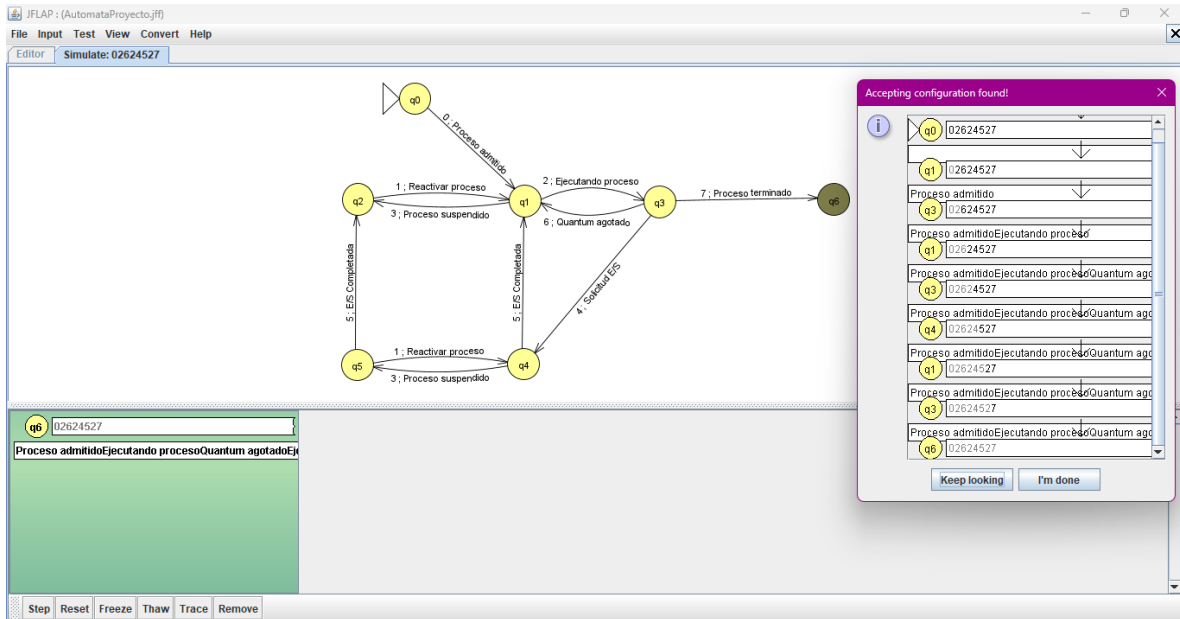 JFLAP : (AutomataProyecto.jff)
File Input Test View Convert Help
Editor Simulate: 02624527
q0
0 ; Proceso admitido
q2
1 ; Reactivar proceso
3 ; Proceso suspendido
q1
2 ; Ejecutando proceso
6 ; Quantum agotado
q3
7 ; Proceso terminado
q6
5 ; E/S Completada
5 ; E/S Completada
4 ; Solicitud E/S
q5
1 ; Reactivar proceso
3 ; Proceso suspendido
q4
Accepting configuration found!
q0 02624527
q1 02624527
Proceso admitido
q3 02624527
Proceso admitidoEjecutando proceso
q1 02624527
Proceso admitidoEjecutando procesoQuantum ago
q3 02624527
Proceso admitidoEjecutando procesoQuantum ago
q4 02624527
Proceso admitidoEjecutando procesoQuantum ago
q1 02624527
Proceso admitidoEjecutando procesoQuantum ago
q3 02624527
Proceso admitidoEjecutando procesoQuantum ago
q6 02624527
Keep looking I'm done
q6 02624527
Proceso admitidoEjecutando procesoQuantum agotadoEj
Step Reset Freeze Thaw Trace Remove